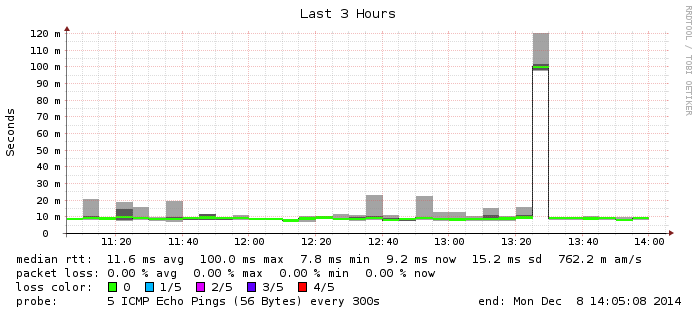 Last 3 Hours
RRDTOOL / TOBI OETIKER
Seconds
120 m
110 m
100 m
90 m
80 m
70 m
60 m
50 m
40 m
30 m
20 m
10 m
0
11:20 11:40 12:00 12:20 12:40 13:00 13:20 13:40 14:00
median rtt: 11.6 ms avg 100.0 ms max 7.8 ms min 9.2 ms now 15.2 ms sd 762.2 m am/s
packet loss: 0.00 % avg 0.00 % max 0.00 % min 0.00 % now
loss color: 0 1/5 2/5 3/5 4/5
probe: 5 ICMP Echo Pings (56 Bytes) every 300s end: Mon Dec 8 14:05:08 2014